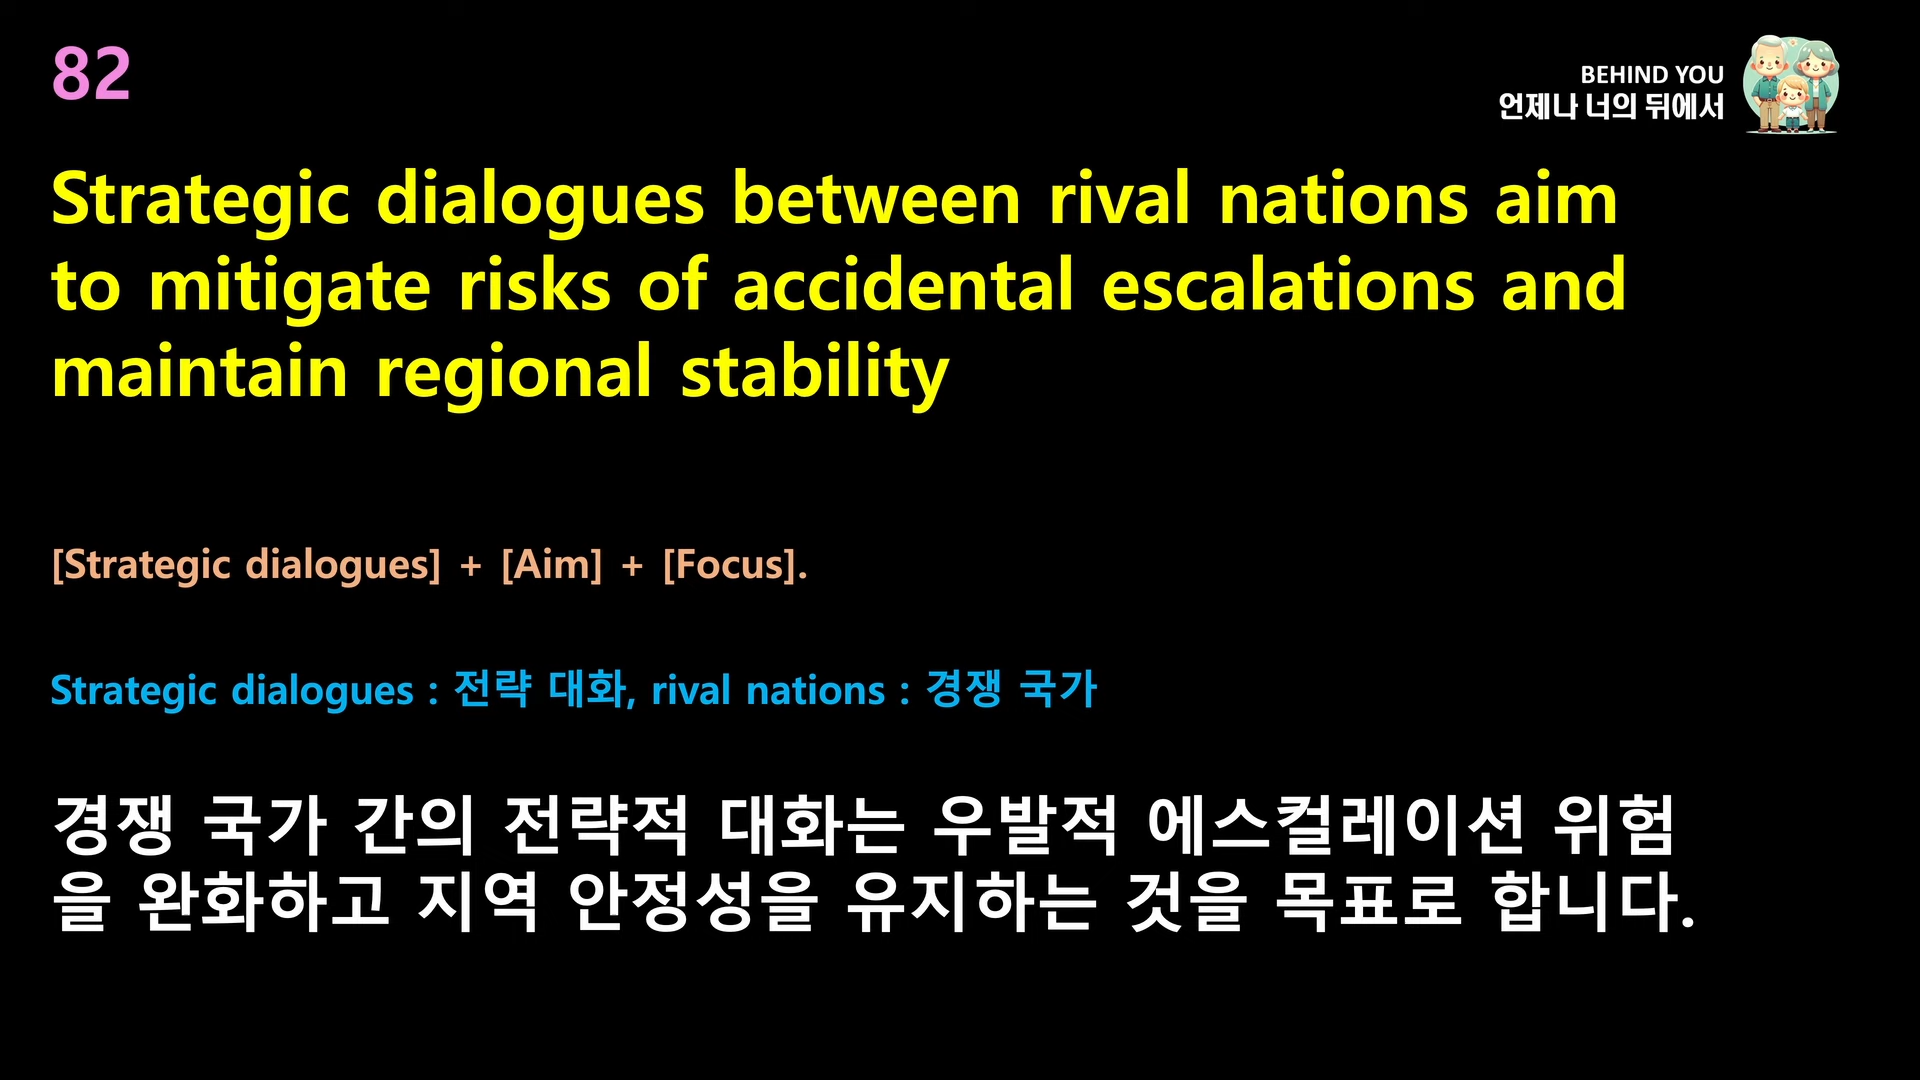 82
BEHIND YOU
언제나 너의 뒤에서
Strategic dialogues between rival nations aim
to mitigate risks of accidental escalations and
maintain regional stability
[Strategic dialogues] + [Aim] + [Focus].
Strategic dialogues : 전략 대화, rival nations : 경쟁 국가
경쟁 국가 간의 전략적 대화는 우발적 에스컬레이션 위험
을 완화하고 지역 안정성을 유지하는 것을 목표로 합니다.